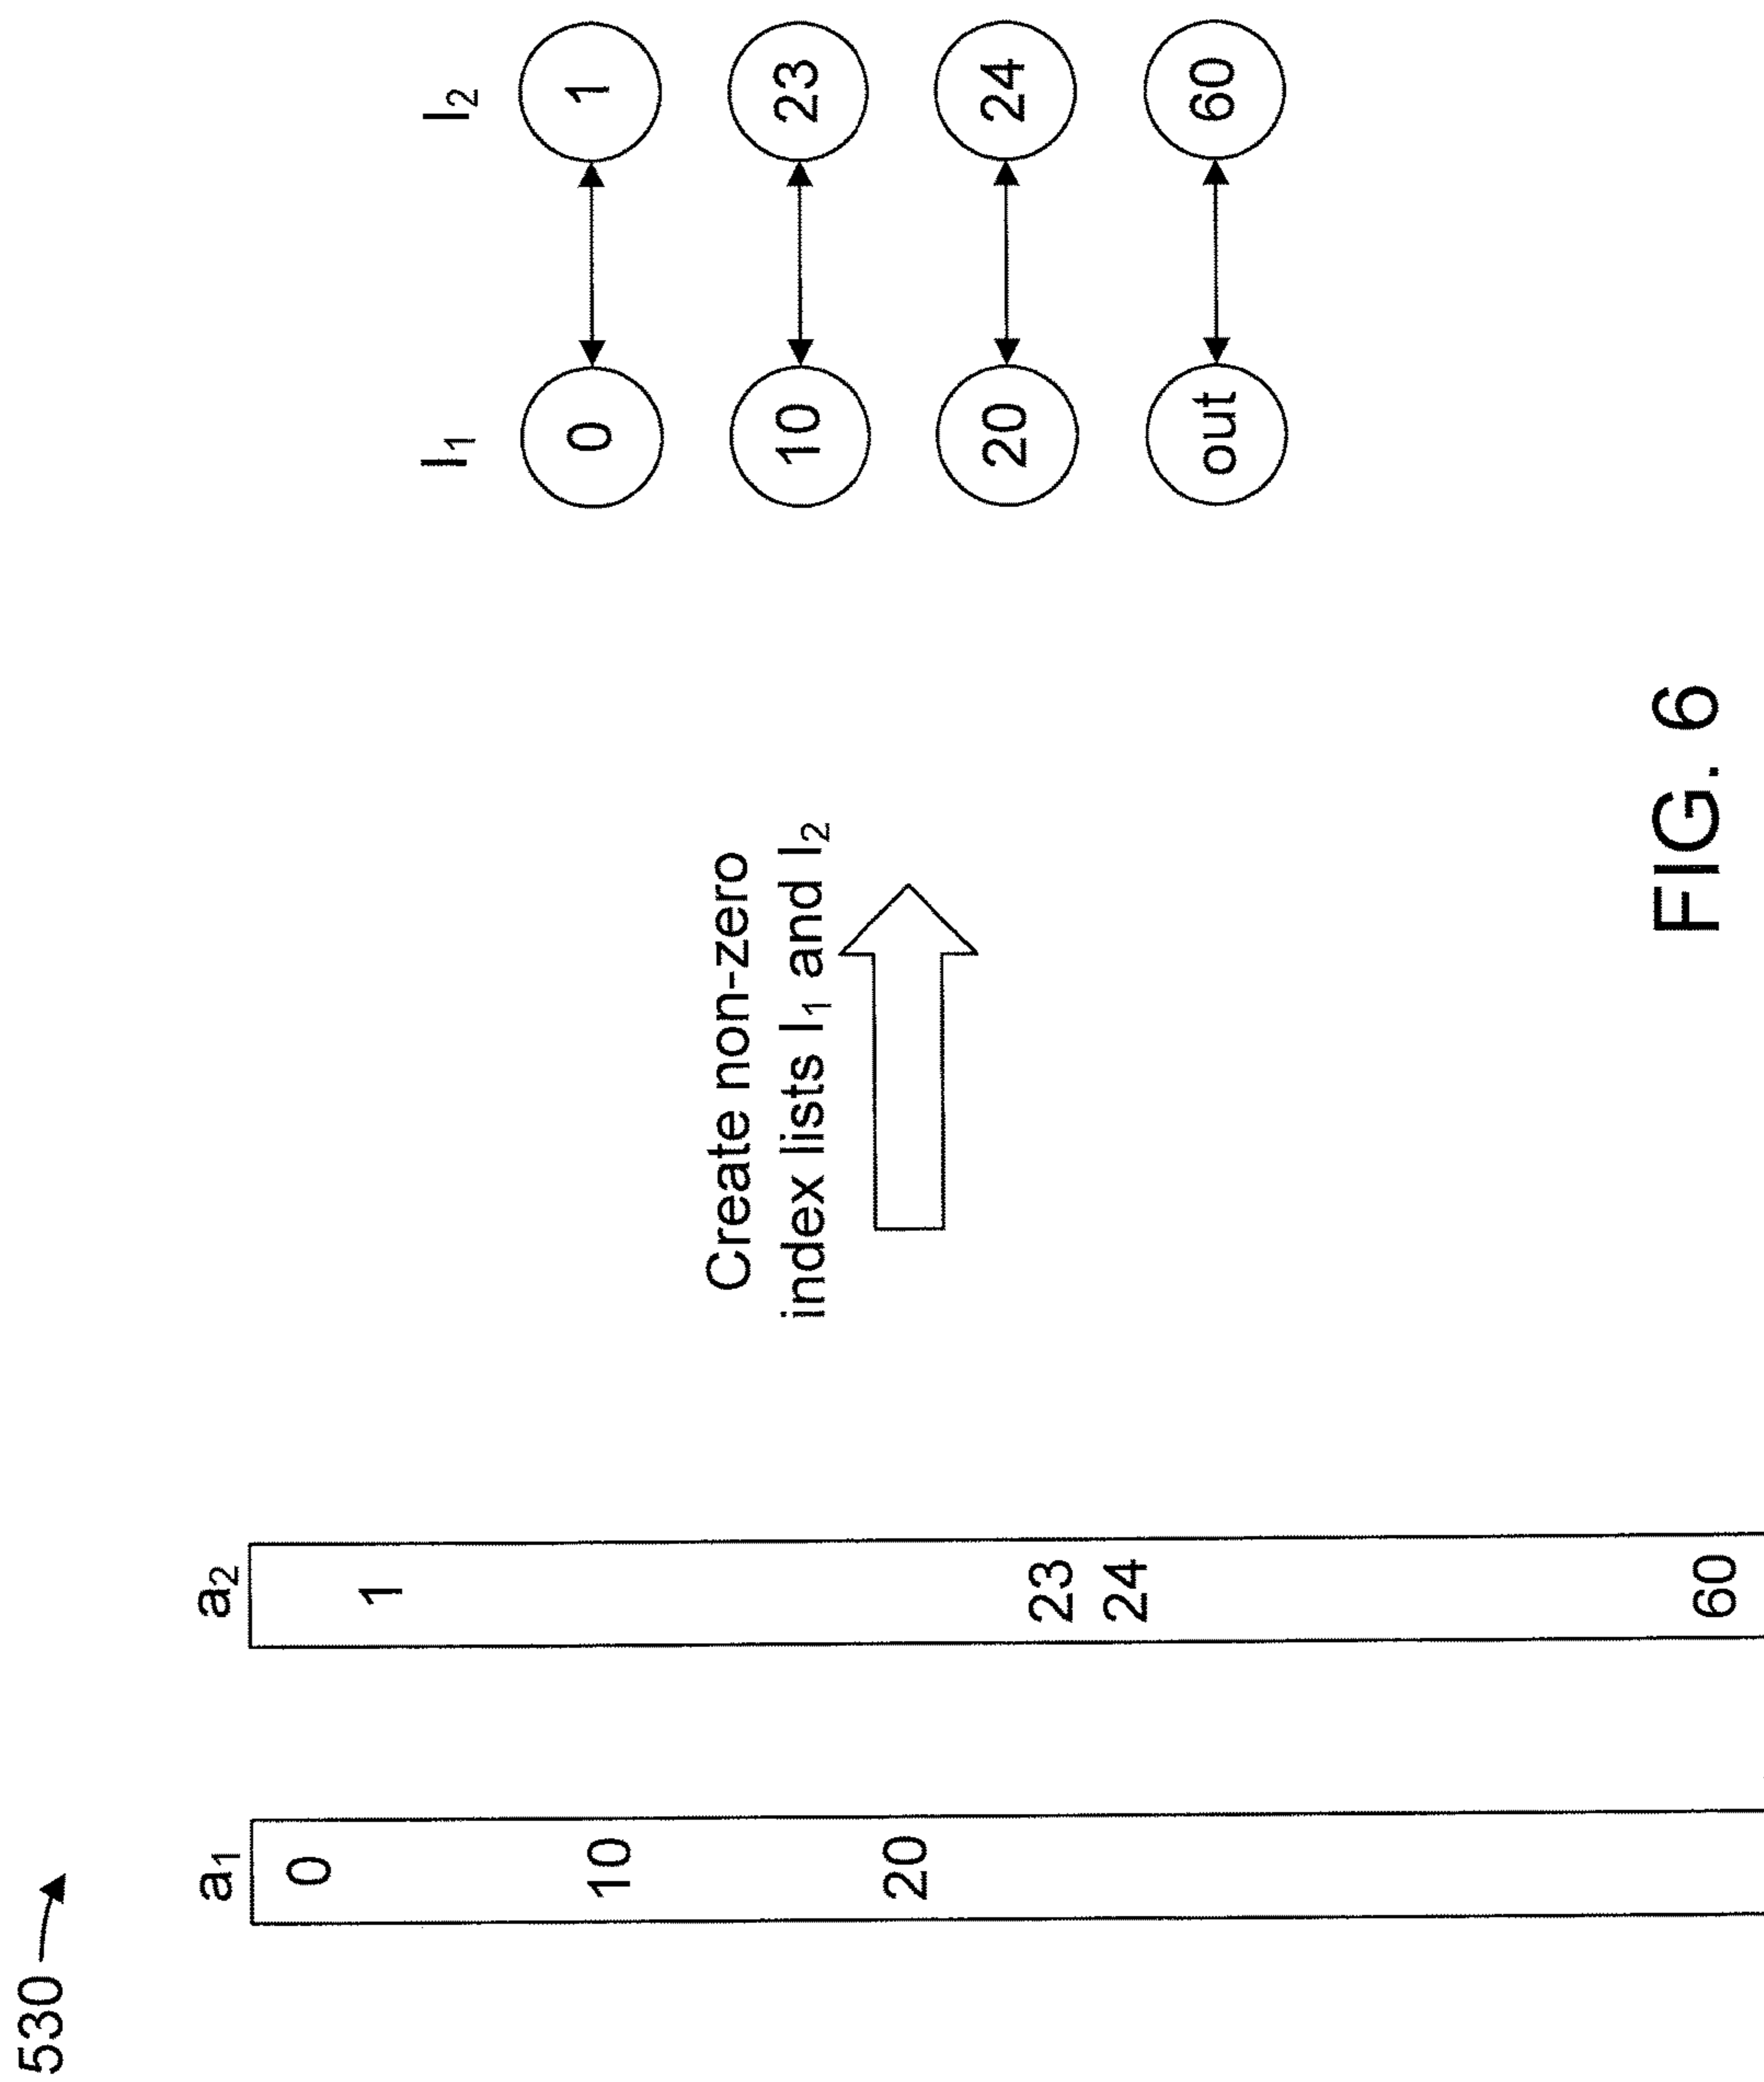 530
a1
a2
0
1
10
20
23
24
60
Create non-zero
index lists I1 and I2
I1
I2
0
1
10
23
20
24
out
60
FIG. 6